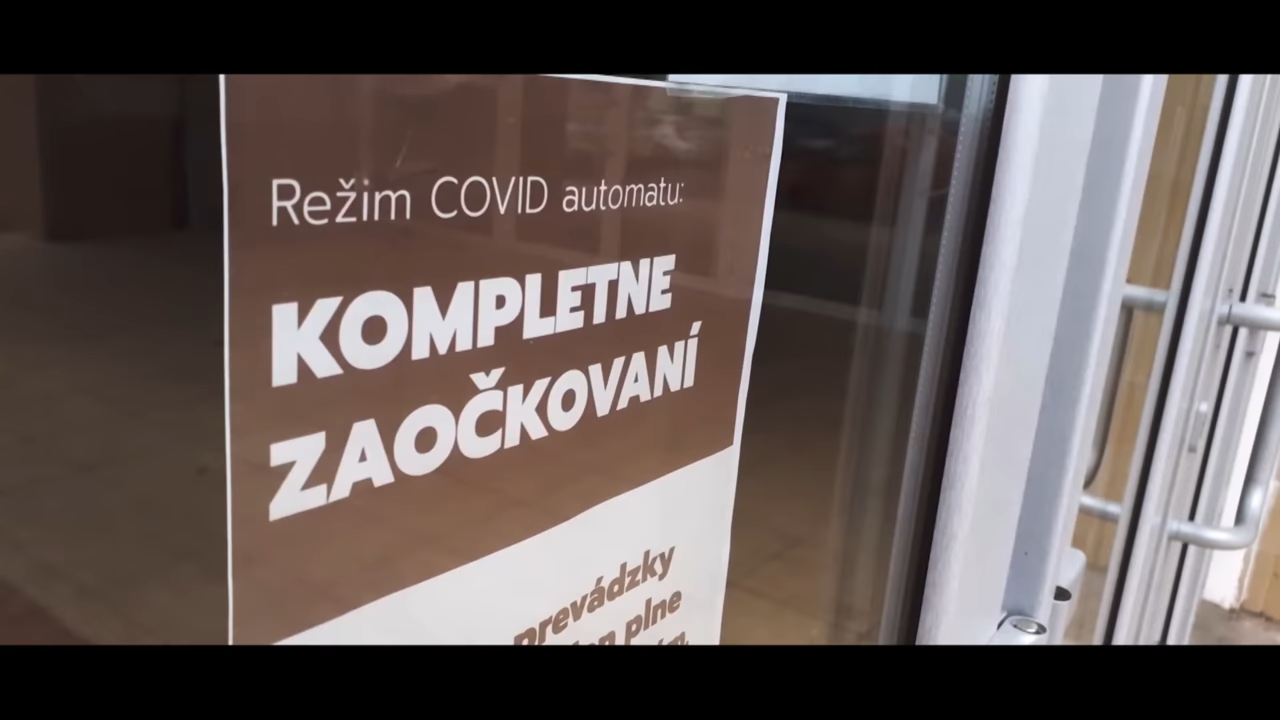 Režim COVID automatu:
KOMPLETNE
ZAOČKOVANÍ
prevádzky
plne